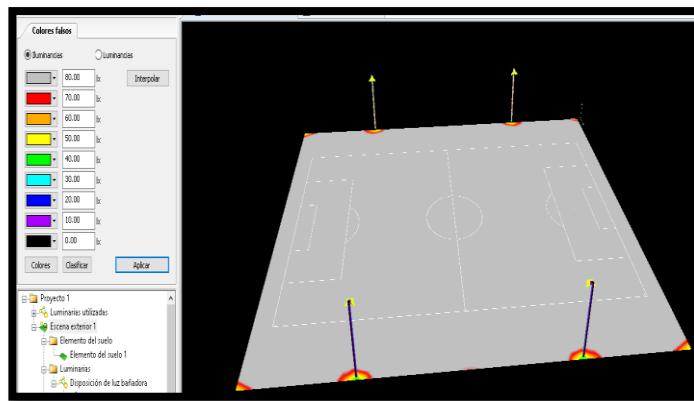 Colores falsos
Iluminancias Luminancias
80.00 lx Interpolar
70.00 lx
60.00 lx
50.00 lx
40.00 lx
30.00 lx
20.00 lx
10.00 lx
0.00 lx
Colores Clasificar Aplicar
Proyecto 1
Luminarias utilizadas
Escena exterior 1
Elemento del suelo
Elemento del suelo 1
Luminarias
Disposición de luz bañadora